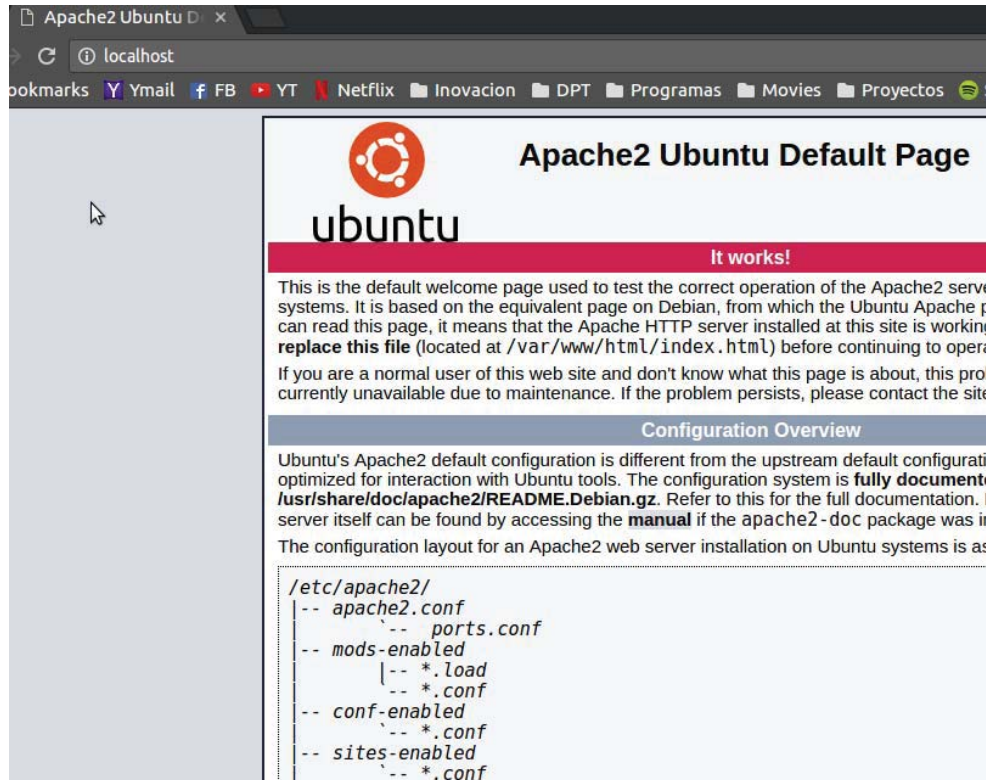 Apache2 Ubuntu D
localhost
ookmarks Ymail FB YT Netflix Inovacion DPT Programas Movies Proyectos
ubuntu
Apache2 Ubuntu Default Page
It works!
This is the default welcome page used to test the correct operation of the Apache2 serve
systems. It is based on the equivalent page on Debian, from which the Ubuntu Apache p
can read this page, it means that the Apache HTTP server installed at this site is working
replace this file (located at /var/www/html/index.html) before continuing to opera
If you are a normal user of this web site and don't know what this page is about, this pro
currently unavailable due to maintenance. If the problem persists, please contact the site
Configuration Overview
Ubuntu's Apache2 default configuration is different from the upstream default configurati
optimized for interaction with Ubuntu tools. The configuration system is fully documente
/usr/share/doc/apache2/README.Debian.gz. Refer to this for the full documentation.
server itself can be found by accessing the manual if the apache2-doc package was i
The configuration layout for an Apache2 web server installation on Ubuntu systems is as
/etc/apache2/
|-- apache2.conf
|       `--  ports.conf
|-- mods-enabled
|       |-- *.load
|       `-- *.conf
|-- conf-enabled
|       `-- *.conf
|-- sites-enabled
|       `-- *.conf